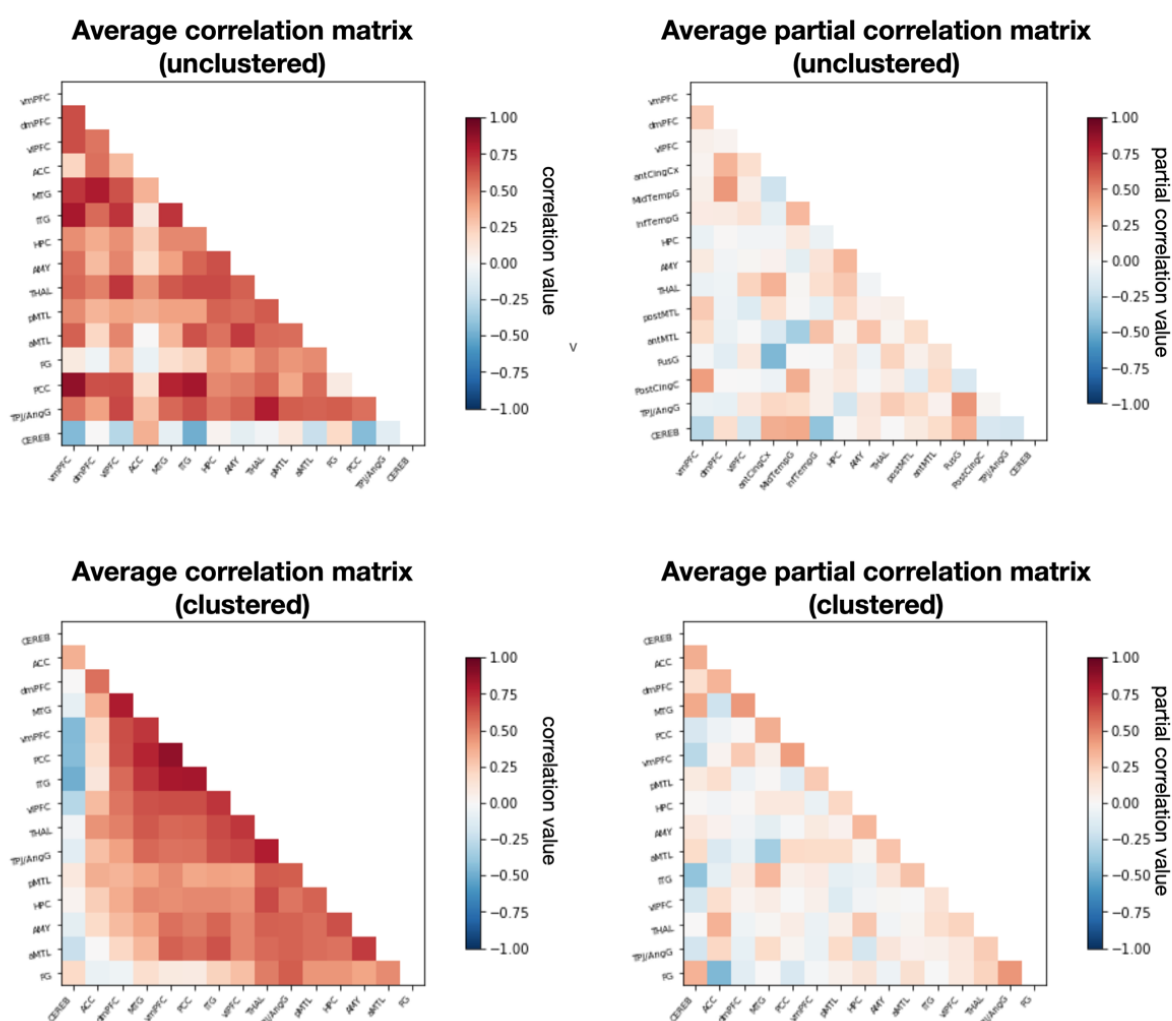 Average correlation matrix
(unclustered)
vmPFC
dmPFC
vlPFC
ACC
MTG
ITG
HPC
AMY
THAL
pMTL
aMTL
FG
PCC
TPJ/AngG
CEREB
vmPFC
dmPFC
vlPFC
ACC
MTG
ITG
HPC
AMY
THAL
pMTL
aMTL
FG
PCC
TPJ/AngG
CEREB
1.00
0.75
0.50
0.25
0.00
−0.25
−0.50
−0.75
−1.00
correlation value
v
Average partial correlation matrix
(unclustered)
vmPFC
dmPFC
vlPFC
antCingCx
MidTempG
InfTempG
HPC
AMY
THAL
postMTL
antMTL
FusG
PostCingC
TPJ/AngG
CEREB
vmPFC
dmPFC
vlPFC
antCingCx
MidTempG
InfTempG
HPC
AMY
THAL
postMTL
antMTL
FusG
PostCingC
TPJ/AngG
CEREB
1.00
0.75
0.50
0.25
0.00
−0.25
−0.50
−0.75
−1.00
partial correlation value
Average correlation matrix
(clustered)
CEREB
ACC
dmPFC
MTG
vmPFC
PCC
ITG
vlPFC
THAL
TPJ/AngG
pMTL
HPC
AMY
aMTL
FG
CEREB
ACC
dmPFC
MTG
vmPFC
PCC
ITG
vlPFC
THAL
PJ/AngG
pMTL
HPC
AMY
aMTL
FG
1.00
0.75
0.50
0.25
0.00
−0.25
−0.50
−0.75
−1.00
correlation value
Average partial correlation matrix
(clustered)
CEREB
ACC
dmPFC
MTG
PCC
vmPFC
pMTL
HPC
AMY
aMTL
ITG
vlPFC
THAL
TPJ/AngG
FG
CEREB
ACC
dmPFC
MTG
PCC
vmPFC
pMTL
HPC
AMY
aMTL
ITG
vlPFC
THAL
PJ/AngG
FG
1.00
0.75
0.50
0.25
0.00
−0.25
−0.50
−0.75
−1.00
partial correlation value